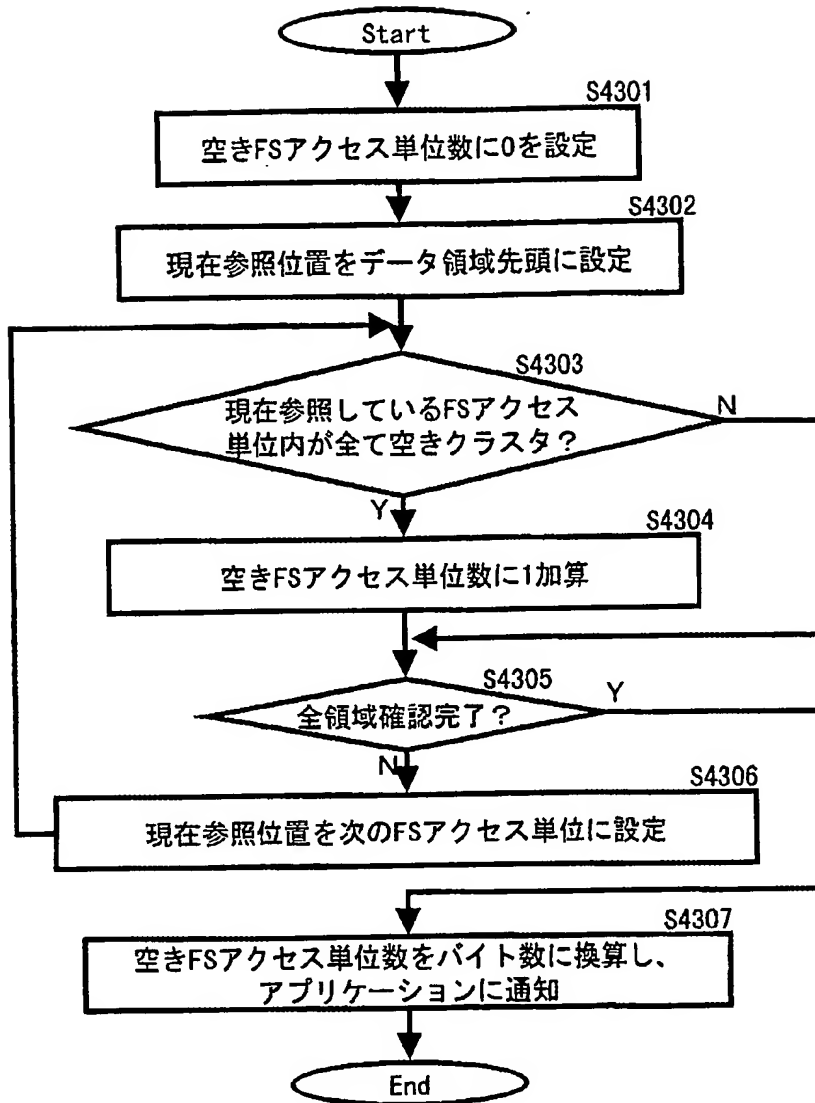 Start
S4301
空きFSアクセス単位数に0を設定
S4302
現在参照位置をデータ領域先頭に設定
S4303
現在参照しているFSアクセス
単位内が全て空きクラスタ?
N
Y
S4304
空きFSアクセス単位数に1加算
S4305
全領域確認完了?
Y
N
S4306
現在参照位置を次のFSアクセス単位に設定
S4307
空きFSアクセス単位数をバイト数に換算し、
アプリケーションに通知
End